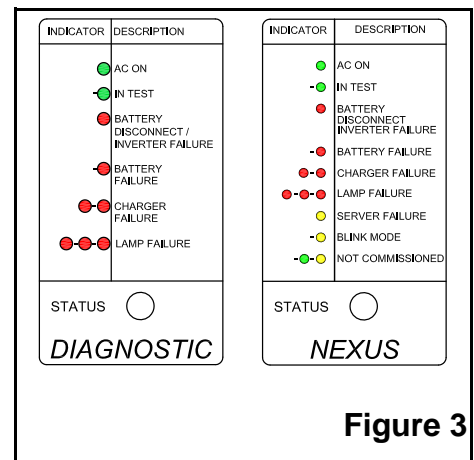 INDICATOR DESCRIPTION
AC ON
IN TEST
BATTERY
DISCONNECT /
INVERTER FAILURE
BATTERY
FAILURE
CHARGER
FAILURE
LAMP FAILURE
STATUS
DIAGNOSTIC
INDICATOR DESCRIPTION
AC ON
IN TEST
BATTERY
DISCONNECT
INVERTER FAILURE
BATTERY FAILURE
CHARGER FAILURE
LAMP FAILURE
SERVER FAILURE
BLINK MODE
NOT COMMISSIONED
STATUS
NEXUS
Figure 3